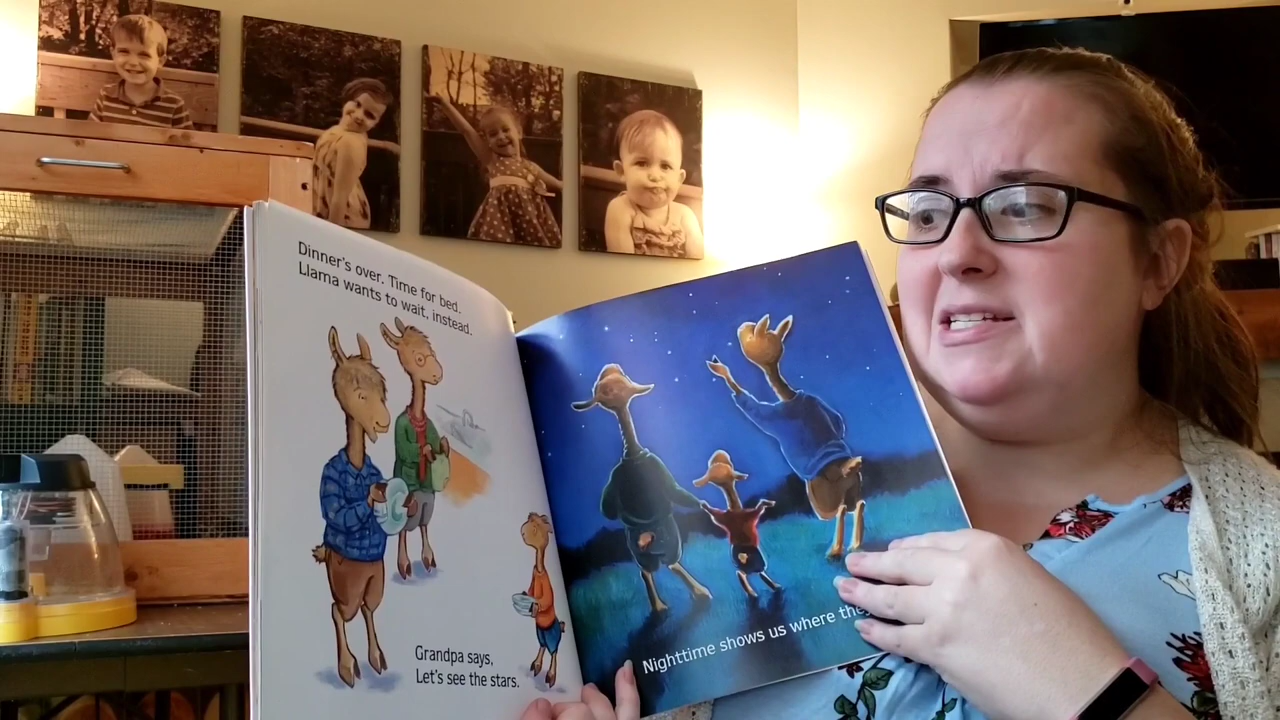 Dinner's over. Time for bed.
Llama wants to wait, instead.
Grandpa says,
Let's see the stars.
Nighttime shows us where